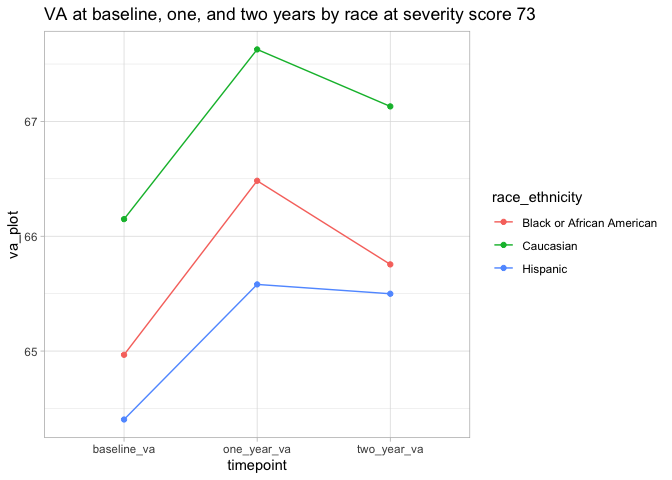 VA at baseline, one, and two years by race at severity score 73
va_plot
67
66
65
baseline_va
one_year_va
two_year_va
timepoint
race_ethnicity
Black or African American
Caucasian
Hispanic